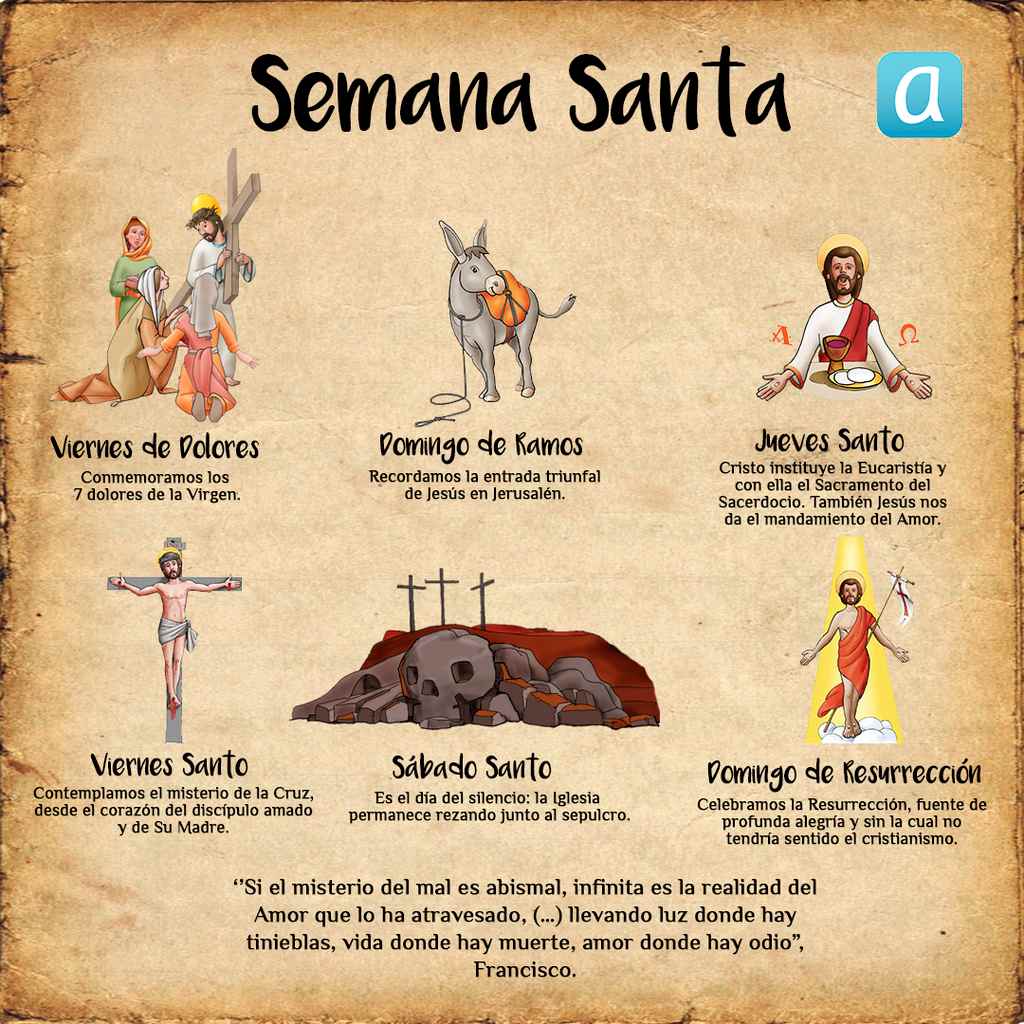 Semana Santa
a
Viernes de Dolores
Conmemoramos los
7 dolores de la Virgen.
Domingo de Ramos
Recordamos la entrada triunfal
de Jesús en Jerusalén.
Α
Ω
Jueves Santo
Cristo instituye la Eucaristía y
con ella el Sacramento del
Sacerdocio. También Jesús nos
da el mandamiento del Amor.
Viernes Santo
Contemplamos el misterio de la Cruz,
desde el corazón del discípulo amado
y de Su Madre.
Sábado Santo
Es el día del silencio: la Iglesia
permanece rezando junto al sepulcro.
Domingo de Resurrección
Celebramos la Resurrección, fuente de
profunda alegría y sin la cual no
tendría sentido el cristianismo.
‘’Si el misterio del mal es abismal, infinita es la realidad del
Amor que lo ha atravesado, (...) llevando luz donde hay
tinieblas, vida donde hay muerte, amor donde hay odio”,
Francisco.